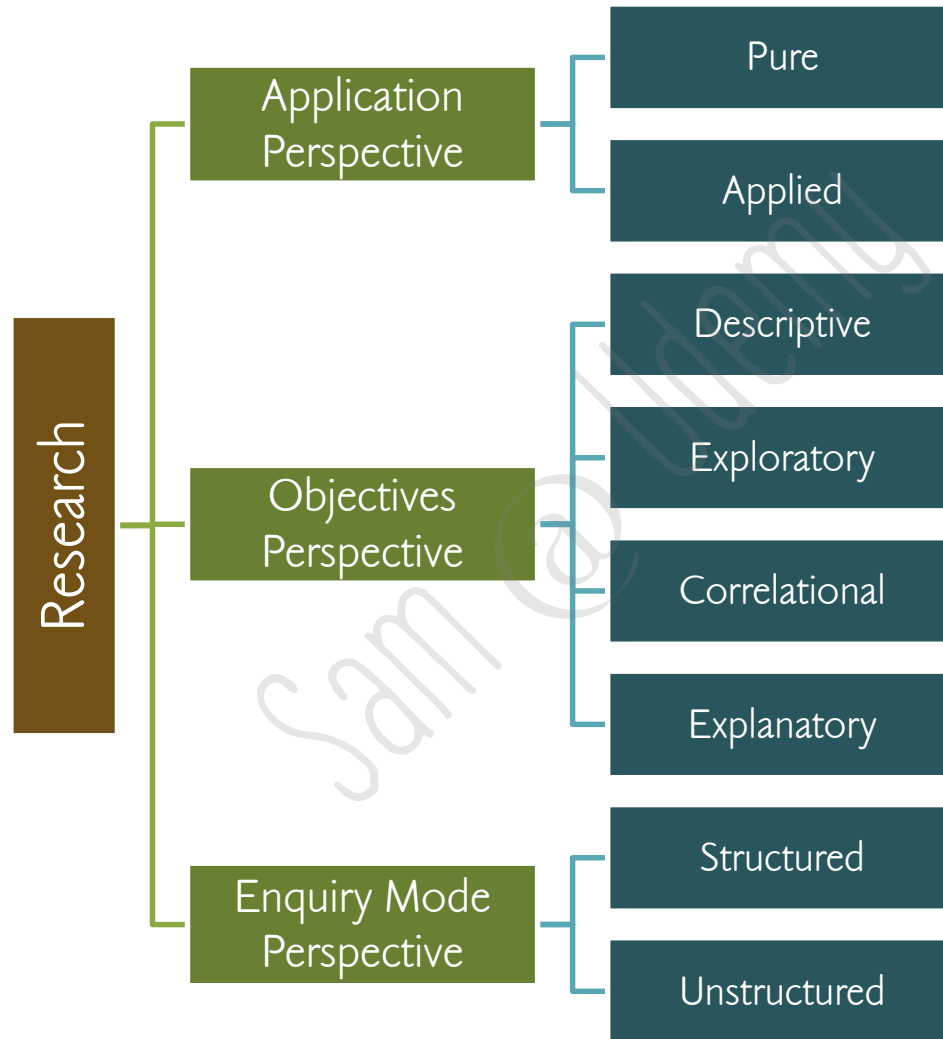 Research
Application
Perspective
Pure
Applied
Objectives
Perspective
Descriptive
Exploratory
Correlational
Explanatory
Enquiry Mode
Perspective
Structured
Unstructured
Sam @ Udemy